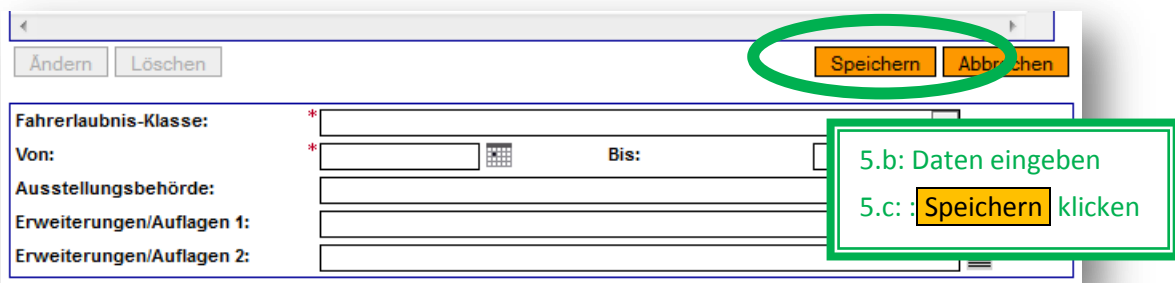 Ändern Löschen Speichern Abbrechen
Fahrerlaubnis-Klasse: *
Von: * Bis:
Ausstellungsbehörde:
Erweiterungen/Auflagen 1:
Erweiterungen/Auflagen 2:
5.b: Daten eingeben
5.c: : Speichern klicken